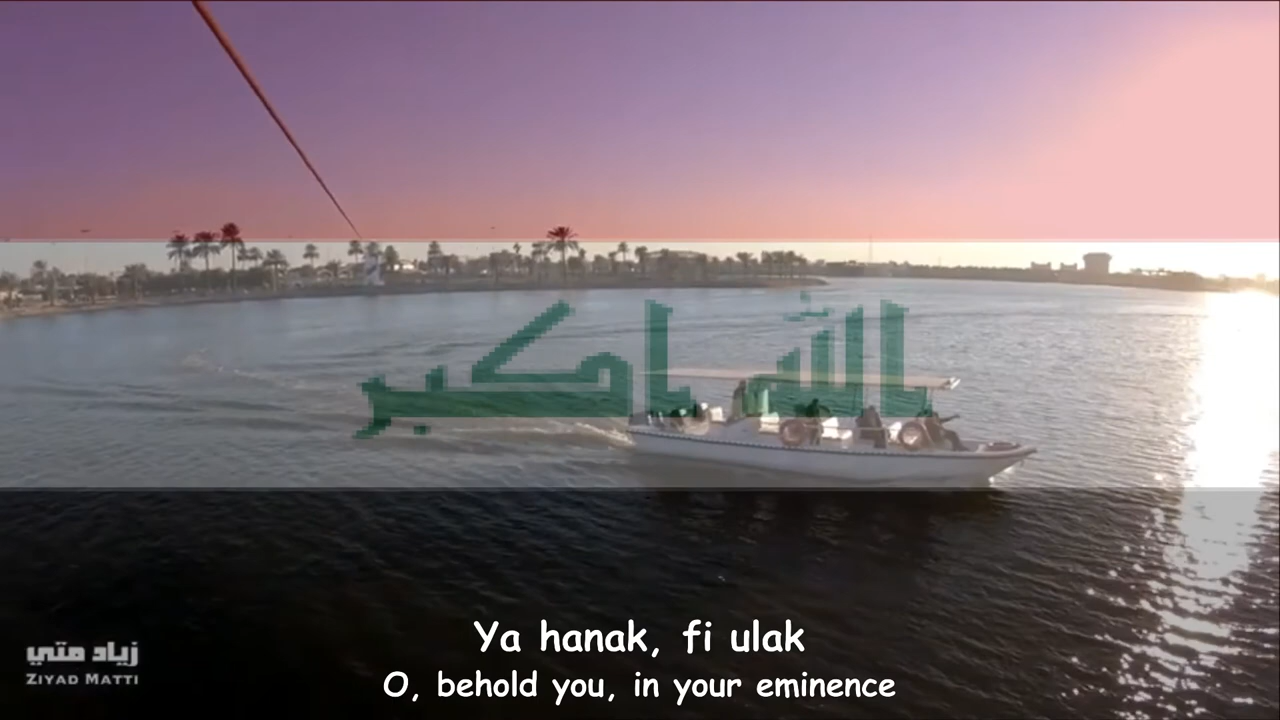 الله اكبر
Ya hanak, fi ulak
O, behold you, in your eminence
زياد متي
ZIYAD MATTI